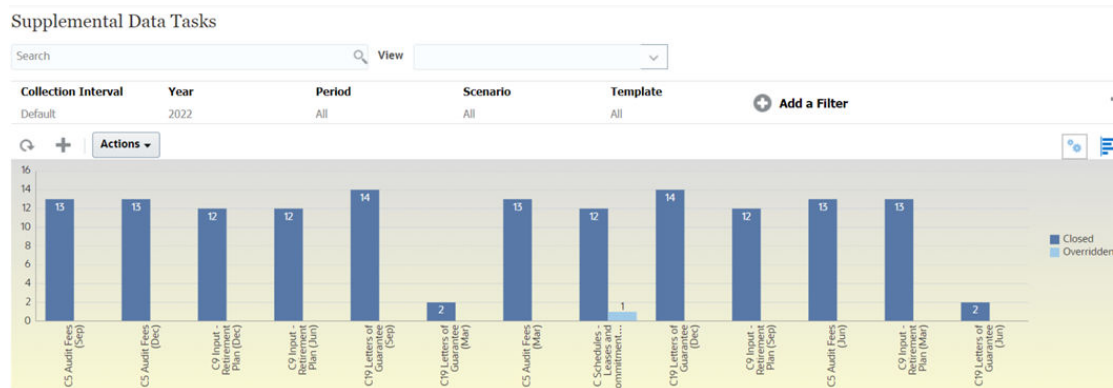 Supplemental Data Tasks
Search View
Collection Interval Year Period Scenario Template
Default 2022 All All All
Add a Filter
Actions
16
14
12
10
8
6
4
2
0
13 13 12 12 14 2 13 12 1 14 12 13 13 2
Closed
Overridden
C5 Audit Fees
(Sep)
C5 Audit Fees
(Dec)
C9 Input -
Retirement
Plan (Dec)
C9 Input -
Retirement
Plan (Jun)
C19 Letters of
Guarantee
(Sep)
C19 Letters of
Guarantee
(Mar)
C5 Audit Fees
(Mar)
C Schedules -
Leases and
ommitment...
C19 Letters of
Guarantee
(Dec)
C9 Input -
Retirement
Plan (Sep)
C5 Audit Fees
(Jun)
C9 Input -
Retirement
Plan (Mar)
C19 Letters of
Guarantee
(Jun)